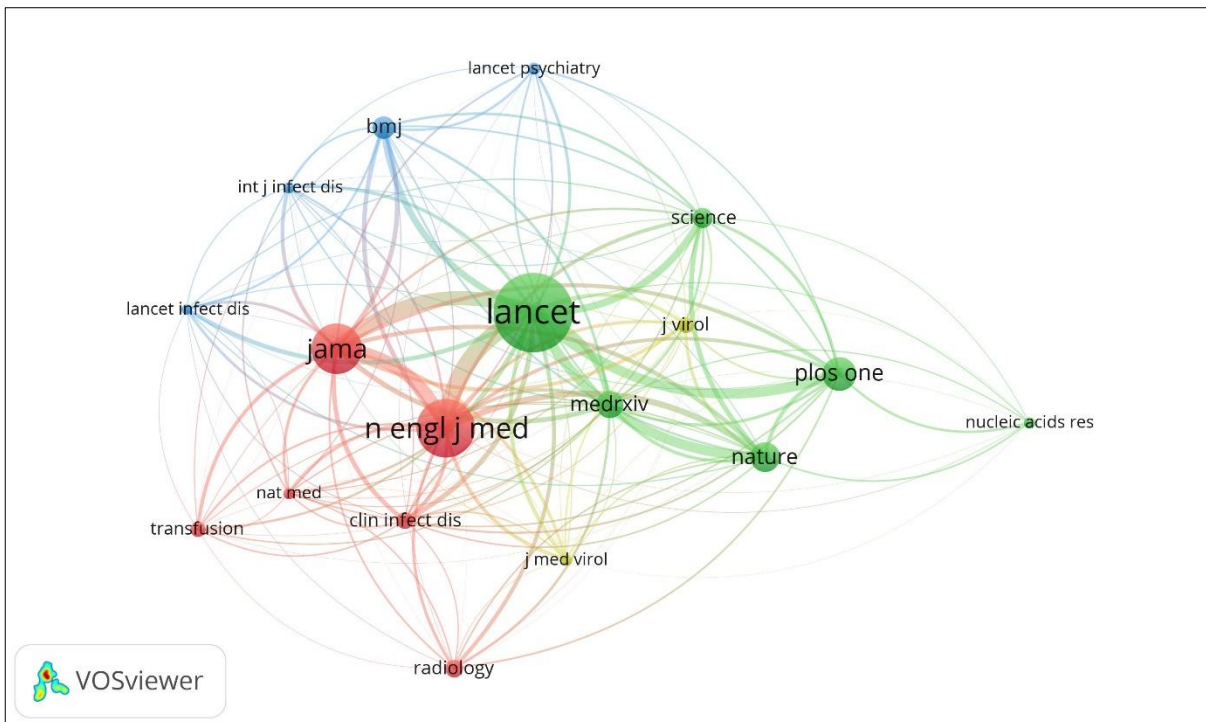 lancet psychiatry
bmj
int j infect dis
science
lancet infect dis
lancet
j virol
jama
plos one
medrxiv
n engl j med
nucleic acids res
nature
nat med
clin infect dis
transfusion
j med virol
radiology
VOSviewer